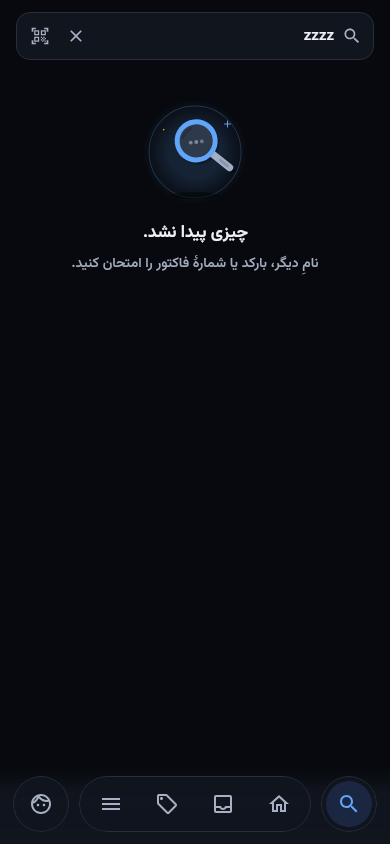 zzzz
چیزی پیدا نشد.
نامِ دیگر، بارکد یا شمارهٔ فاکتور را امتحان کنید.